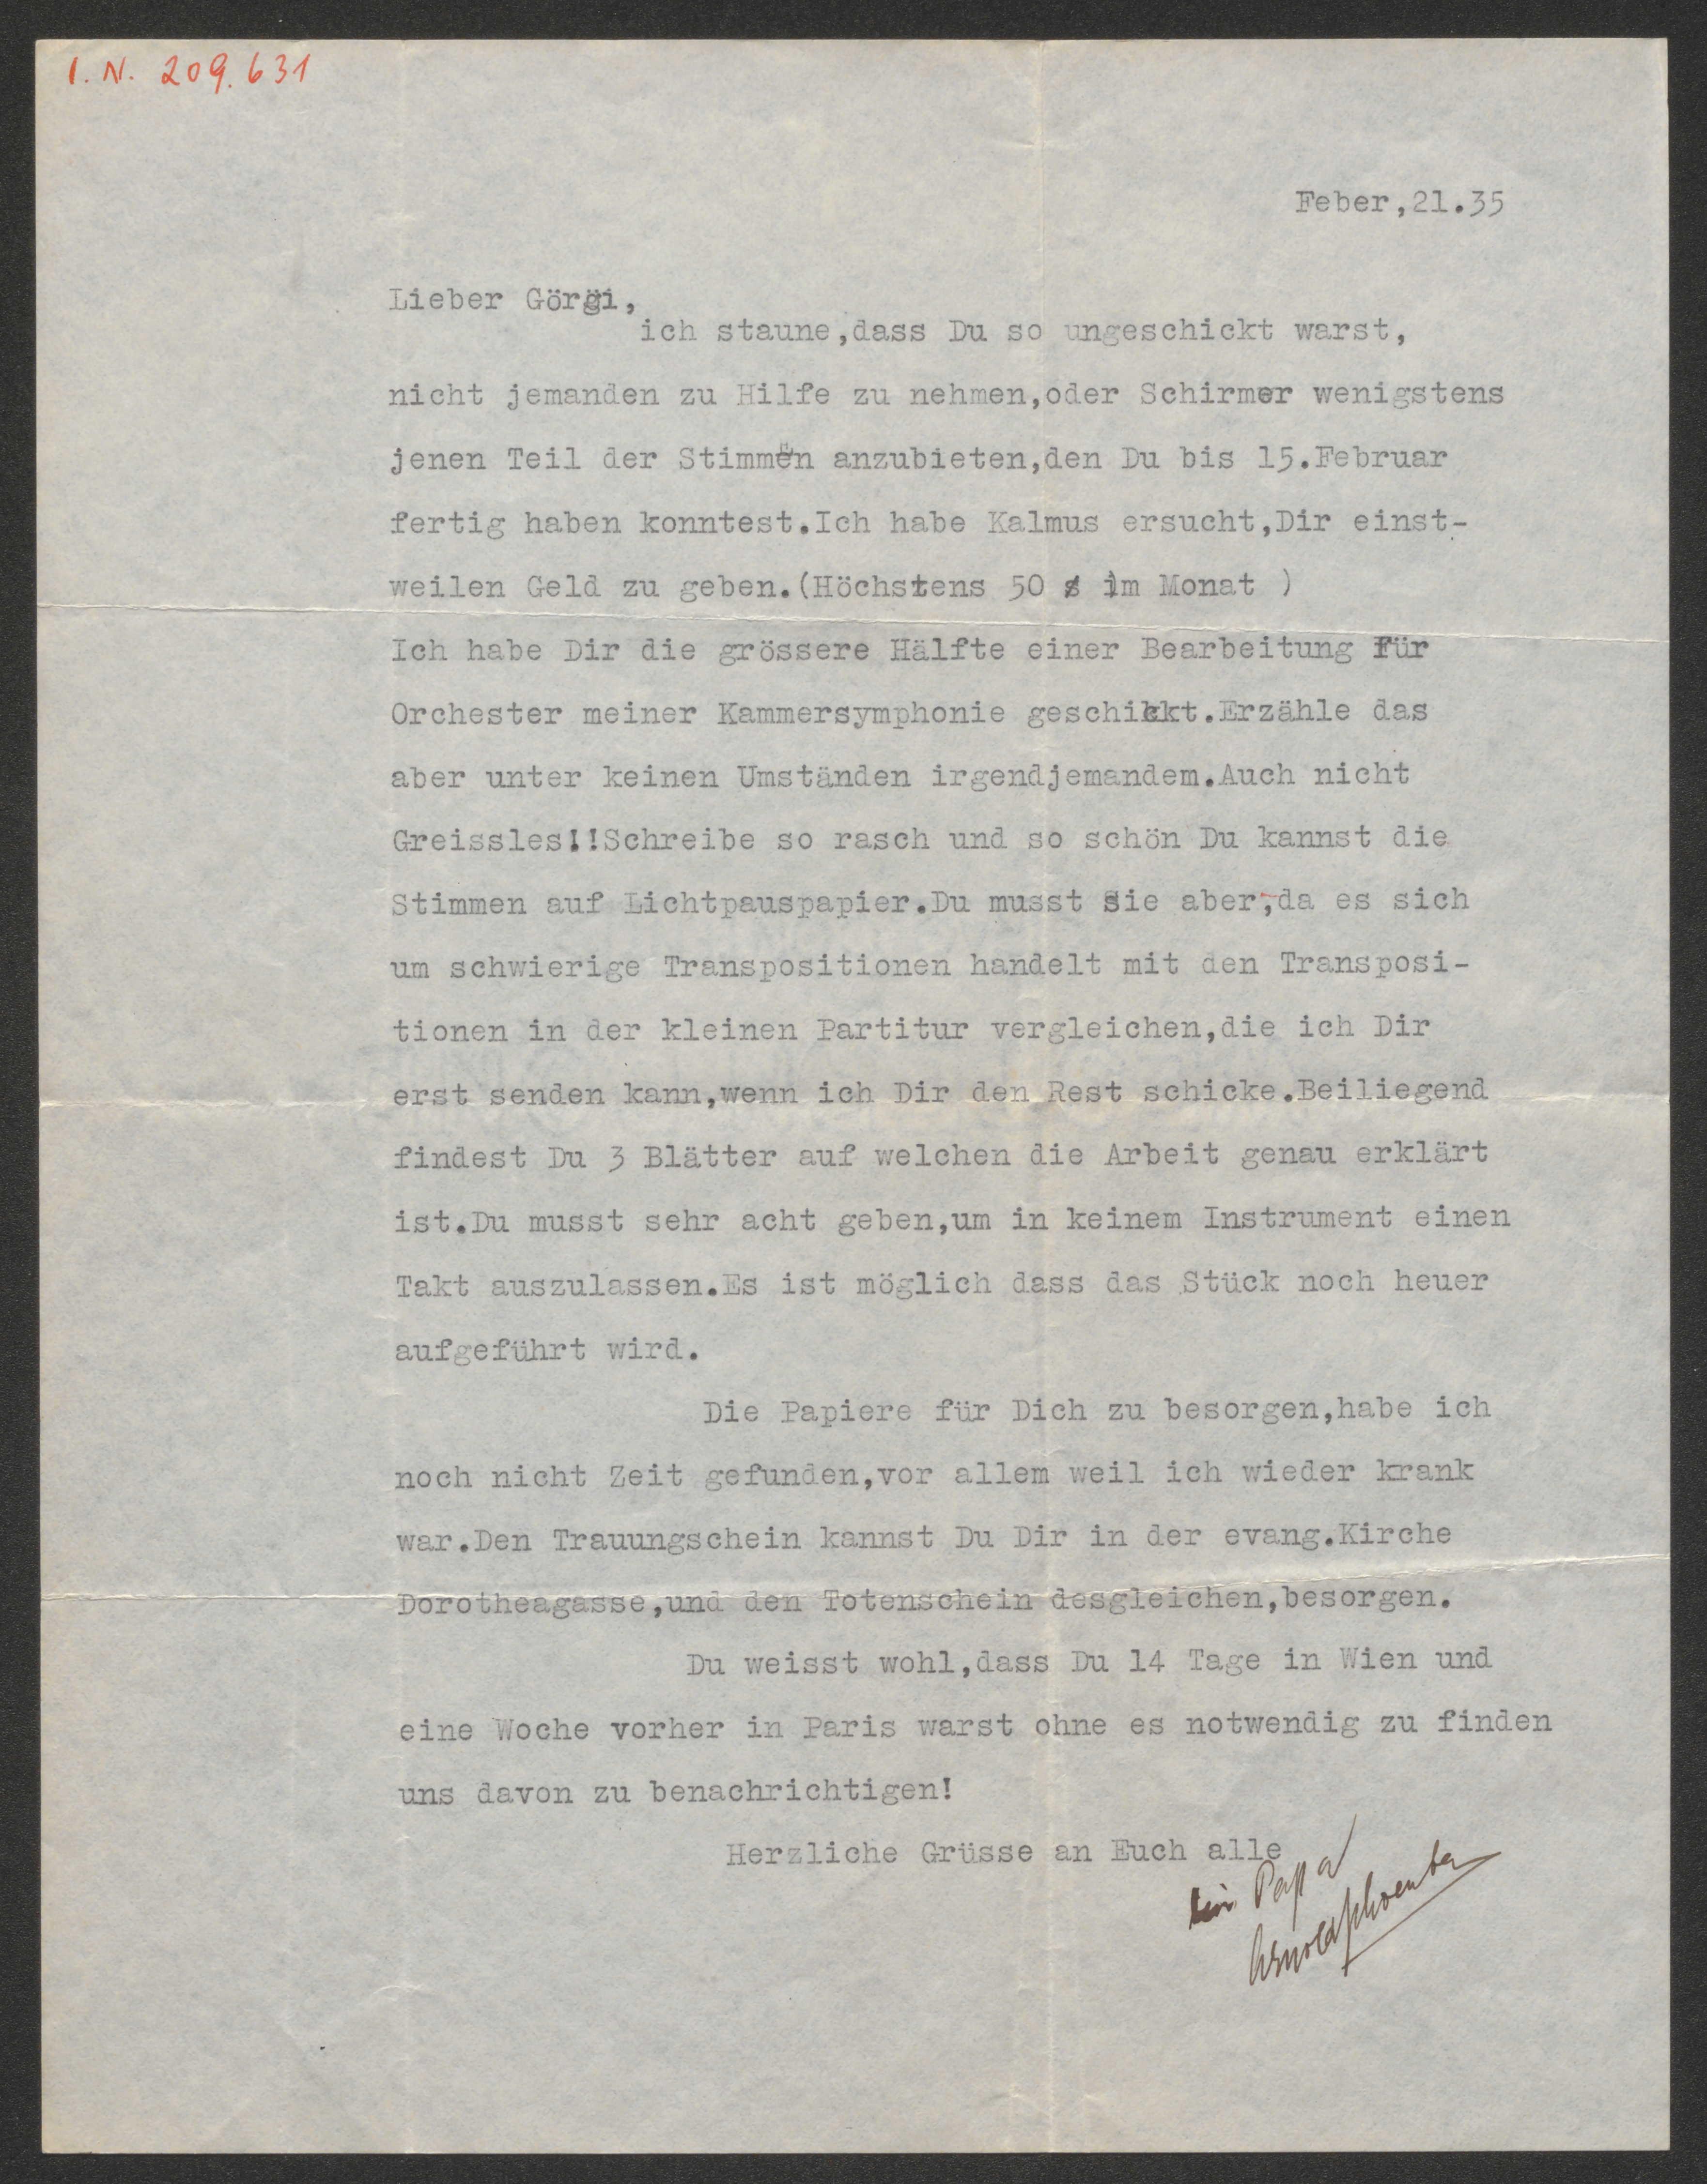 I. N. 209.631
Feber,21.35
Lieber Görgi,
ich staune,dass Du so ungeschickt warst,
nicht jemanden zu Hilfe zu nehmen,oder Schirmer wenigstens
jenen Teil der Stimmen anzubieten,den Du bis 15.Februar
fertig haben konntest.Ich habe Kalmus ersucht,Dir einst-
weilen Geld zu geben.(Höchstens 50 $ im Monat )
Ich habe Dir die grössere Hälfte einer Bearbeitung Für
Orchester meiner Kammersymphonie geschickt.Erzähle das
aber unter keinen Umständen irgendjemandem.Auch nicht
Greissles!!Schreibe so rasch und so schön Du kannst die
Stimmen auf Lichtpauspapier.Du musst Sie aber,da es sich
um schwierige Transpositionen handelt mit den Transposi-
tionen in der kleinen Partitur vergleichen,die ich Dir
erst senden kann,wenn ich Dir den Rest schicke.Beiliegend
findest Du 3 Blätter auf welchen die Arbeit genau erklärt
ist.Du musst sehr acht geben,um in keinem Instrument einen
Takt auszulassen.Es ist möglich dass das Stück noch heuer
aufgeführt wird.
Die Papiere für Dich zu besorgen,habe ich
noch nicht Zeit gefunden,vor allem weil ich wieder krank
war.Den Trauungschein kannst Du Dir in der evang.Kirche
Dorotheagasse,und den Totenschein desgleichen,besorgen.
Du weisst wohl,dass Du 14 Tage in Wien und
eine Woche vorher in Paris warst ohne es notwendig zu finden
uns davon zu benachrichtigen!
Herzliche Grüsse an Euch alle
Papa
Arnold Schoenberg